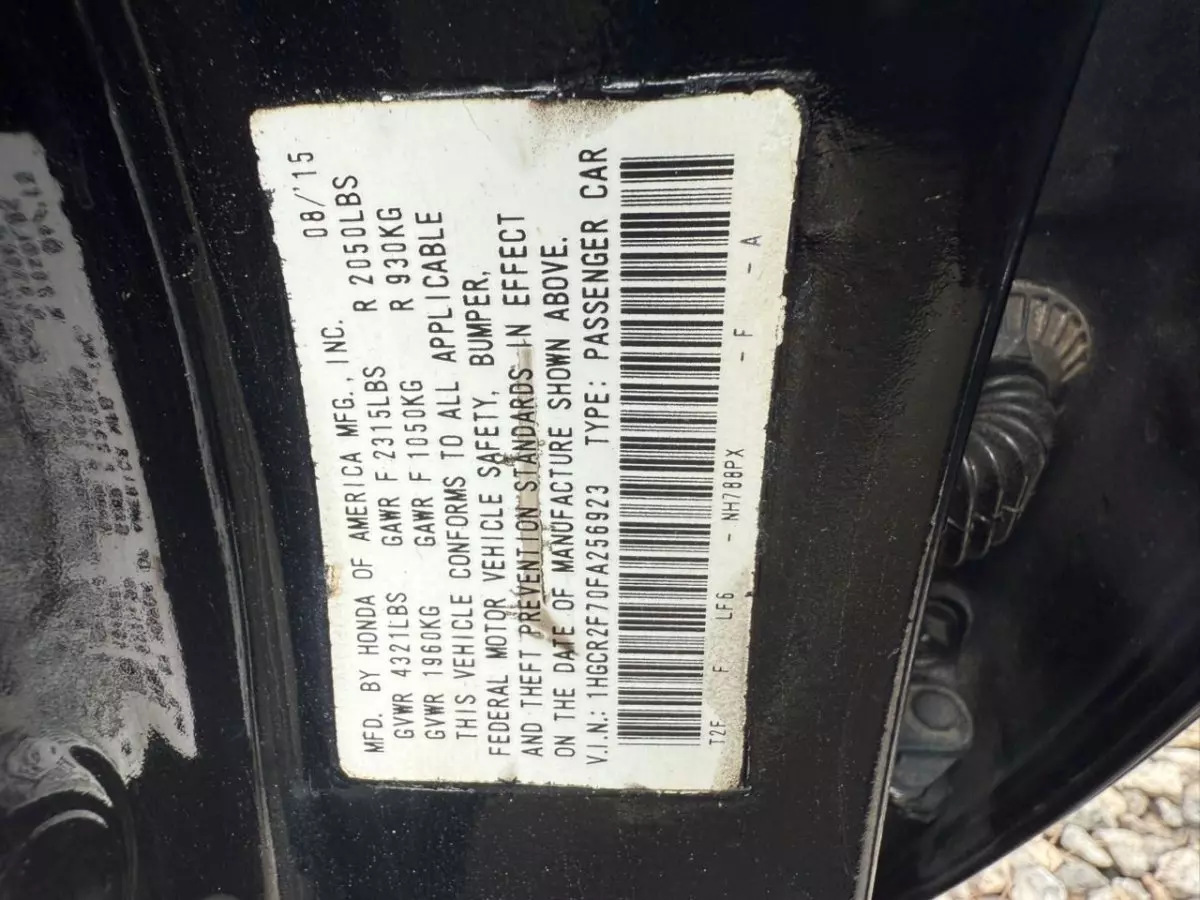 MFD. BY HONDA OF AMERICA MFG., INC. 08/'15
GVWR 4321LBS GAWR F 2315LBS R 2050LBS
GVWR 1960KG GAWR F 1050KG R 930KG
THIS VEHICLE CONFORMS TO ALL APPLICABLE
FEDERAL MOTOR VEHICLE SAFETY, BUMPER,
AND THEFT PREVENTION STANDARDS IN EFFECT
ON THE DATE OF MANUFACTURE SHOWN ABOVE.
V.I.N.: 1HGCR2F70FA256923 TYPE: PASSENGER CAR
T2F F LF6 - NH788PX - F - A